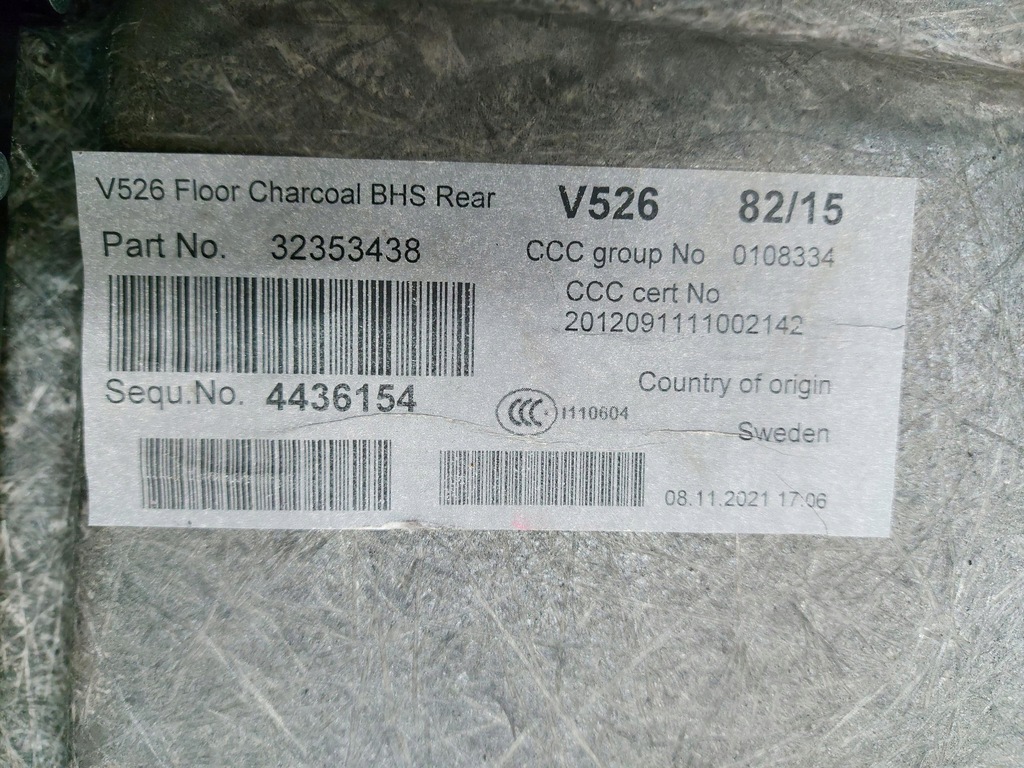 V526 Floor Charcoal BHS Rear
V526 82/15
Part No. 32353438
CCC group No 0108334
CCC cert No
2012091111002142
Sequ.No. 4436154
Country of origin
CCC I110604
Sweden
08.11.2021 17:06